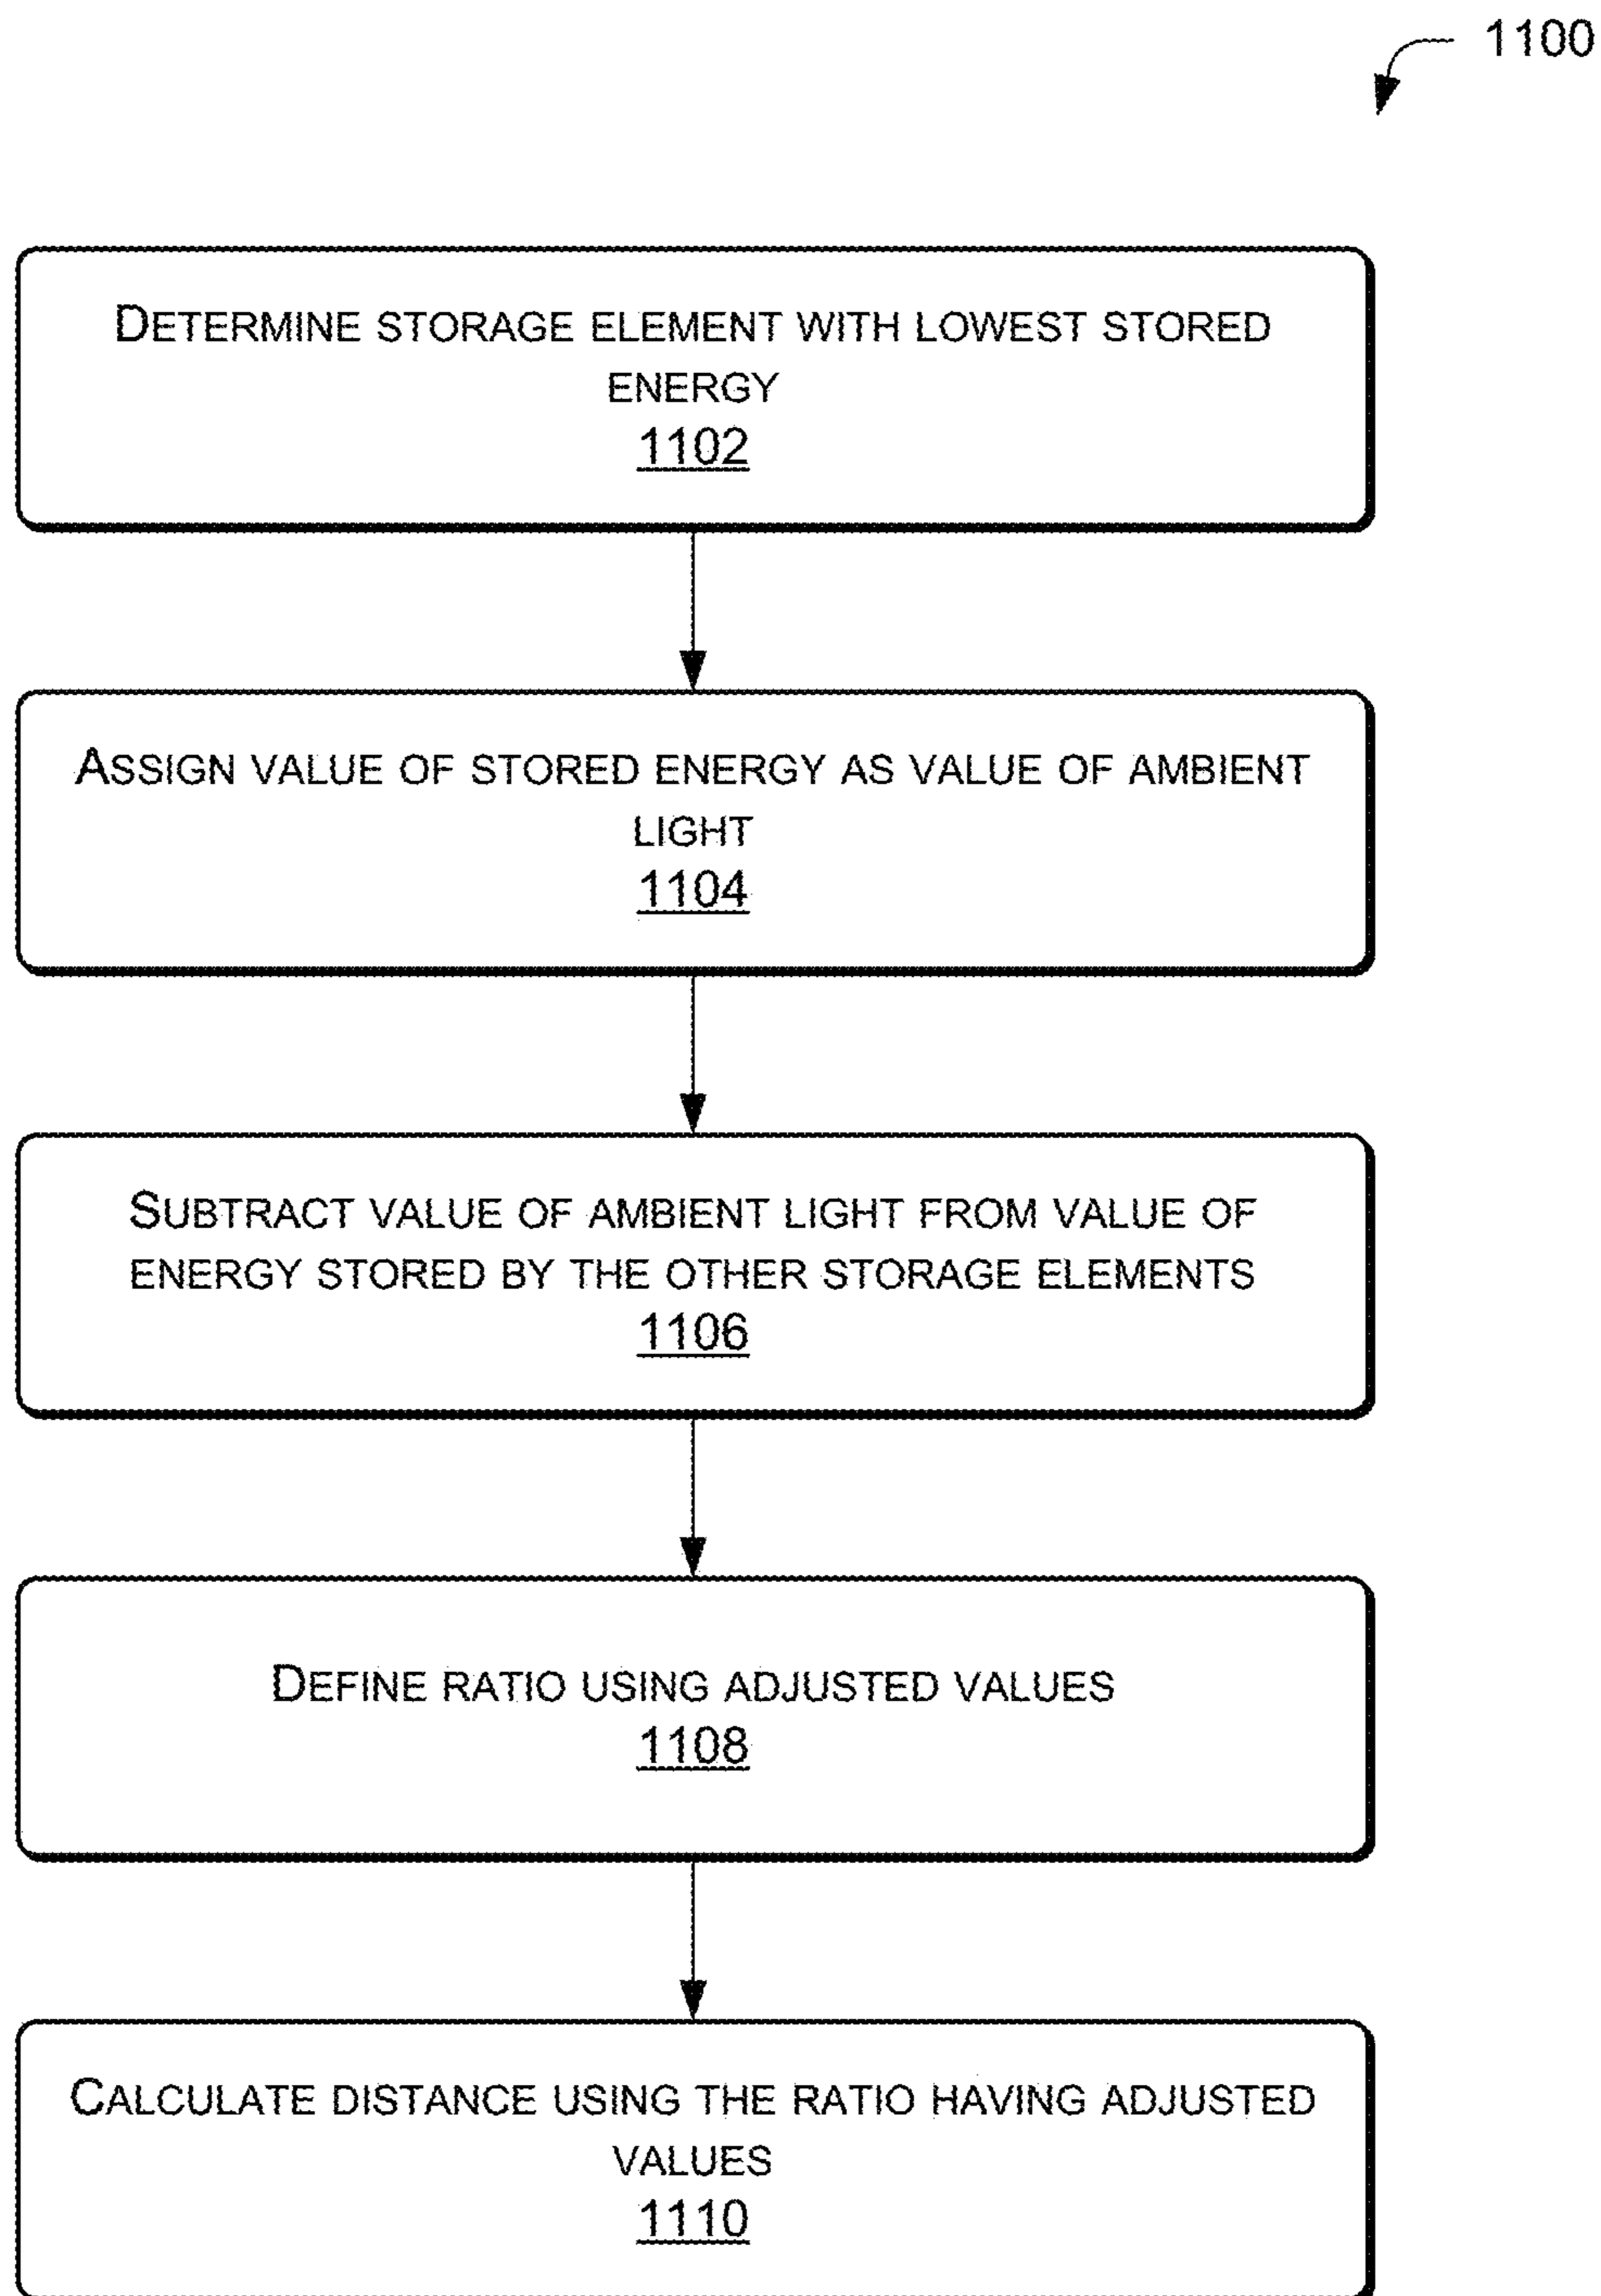 1100
DETERMINE STORAGE ELEMENT WITH LOWEST STORED
ENERGY
1102
ASSIGN VALUE OF STORED ENERGY AS VALUE OF AMBIENT
LIGHT
1104
SUBTRACT VALUE OF AMBIENT LIGHT FROM VALUE OF
ENERGY STORED BY THE OTHER STORAGE ELEMENTS
1106
DEFINE RATIO USING ADJUSTED VALUES
1108
CALCULATE DISTANCE USING THE RATIO HAVING ADJUSTED
VALUES
1110